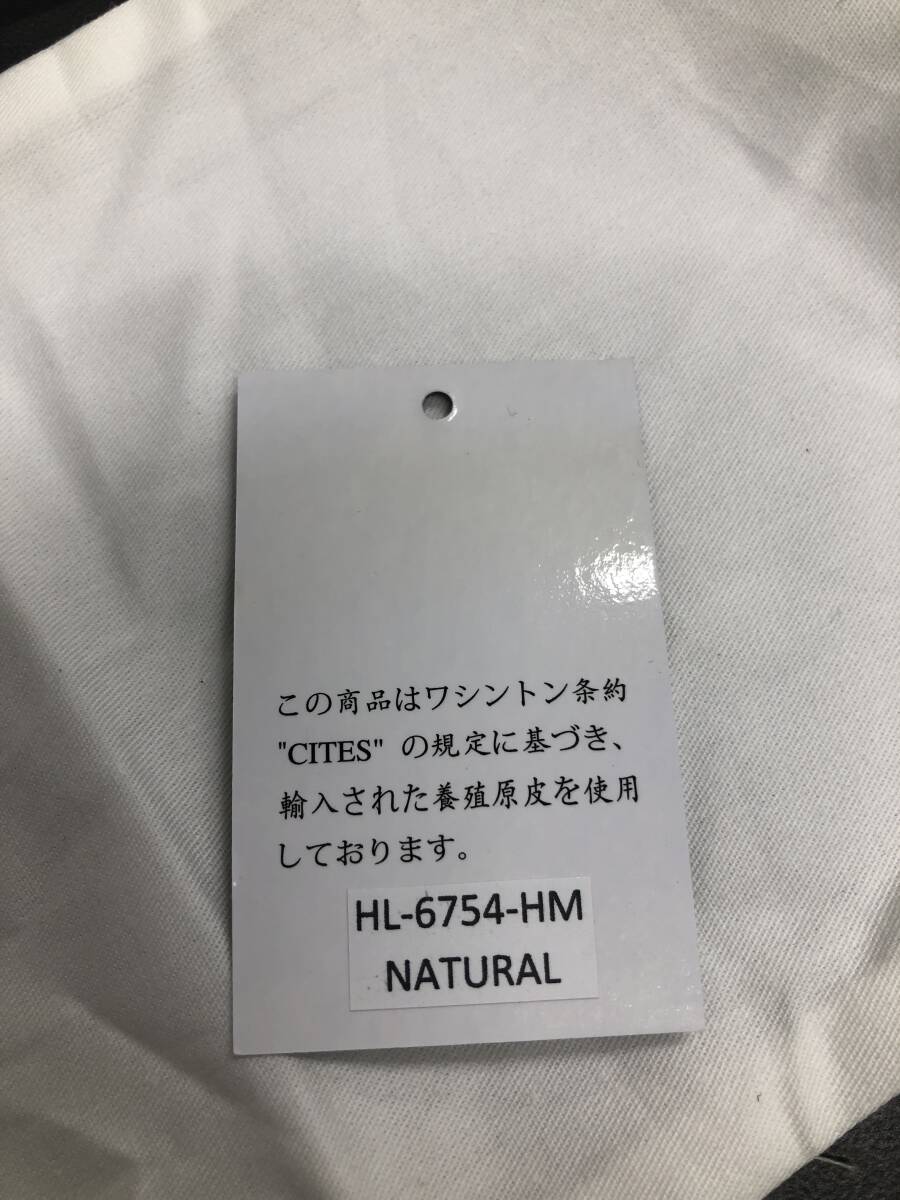 この商品はワシントン条約
"CITES" の規定に基づき、
輸入された養殖原皮を使用
しております。
HL-6754-HM
NATURAL